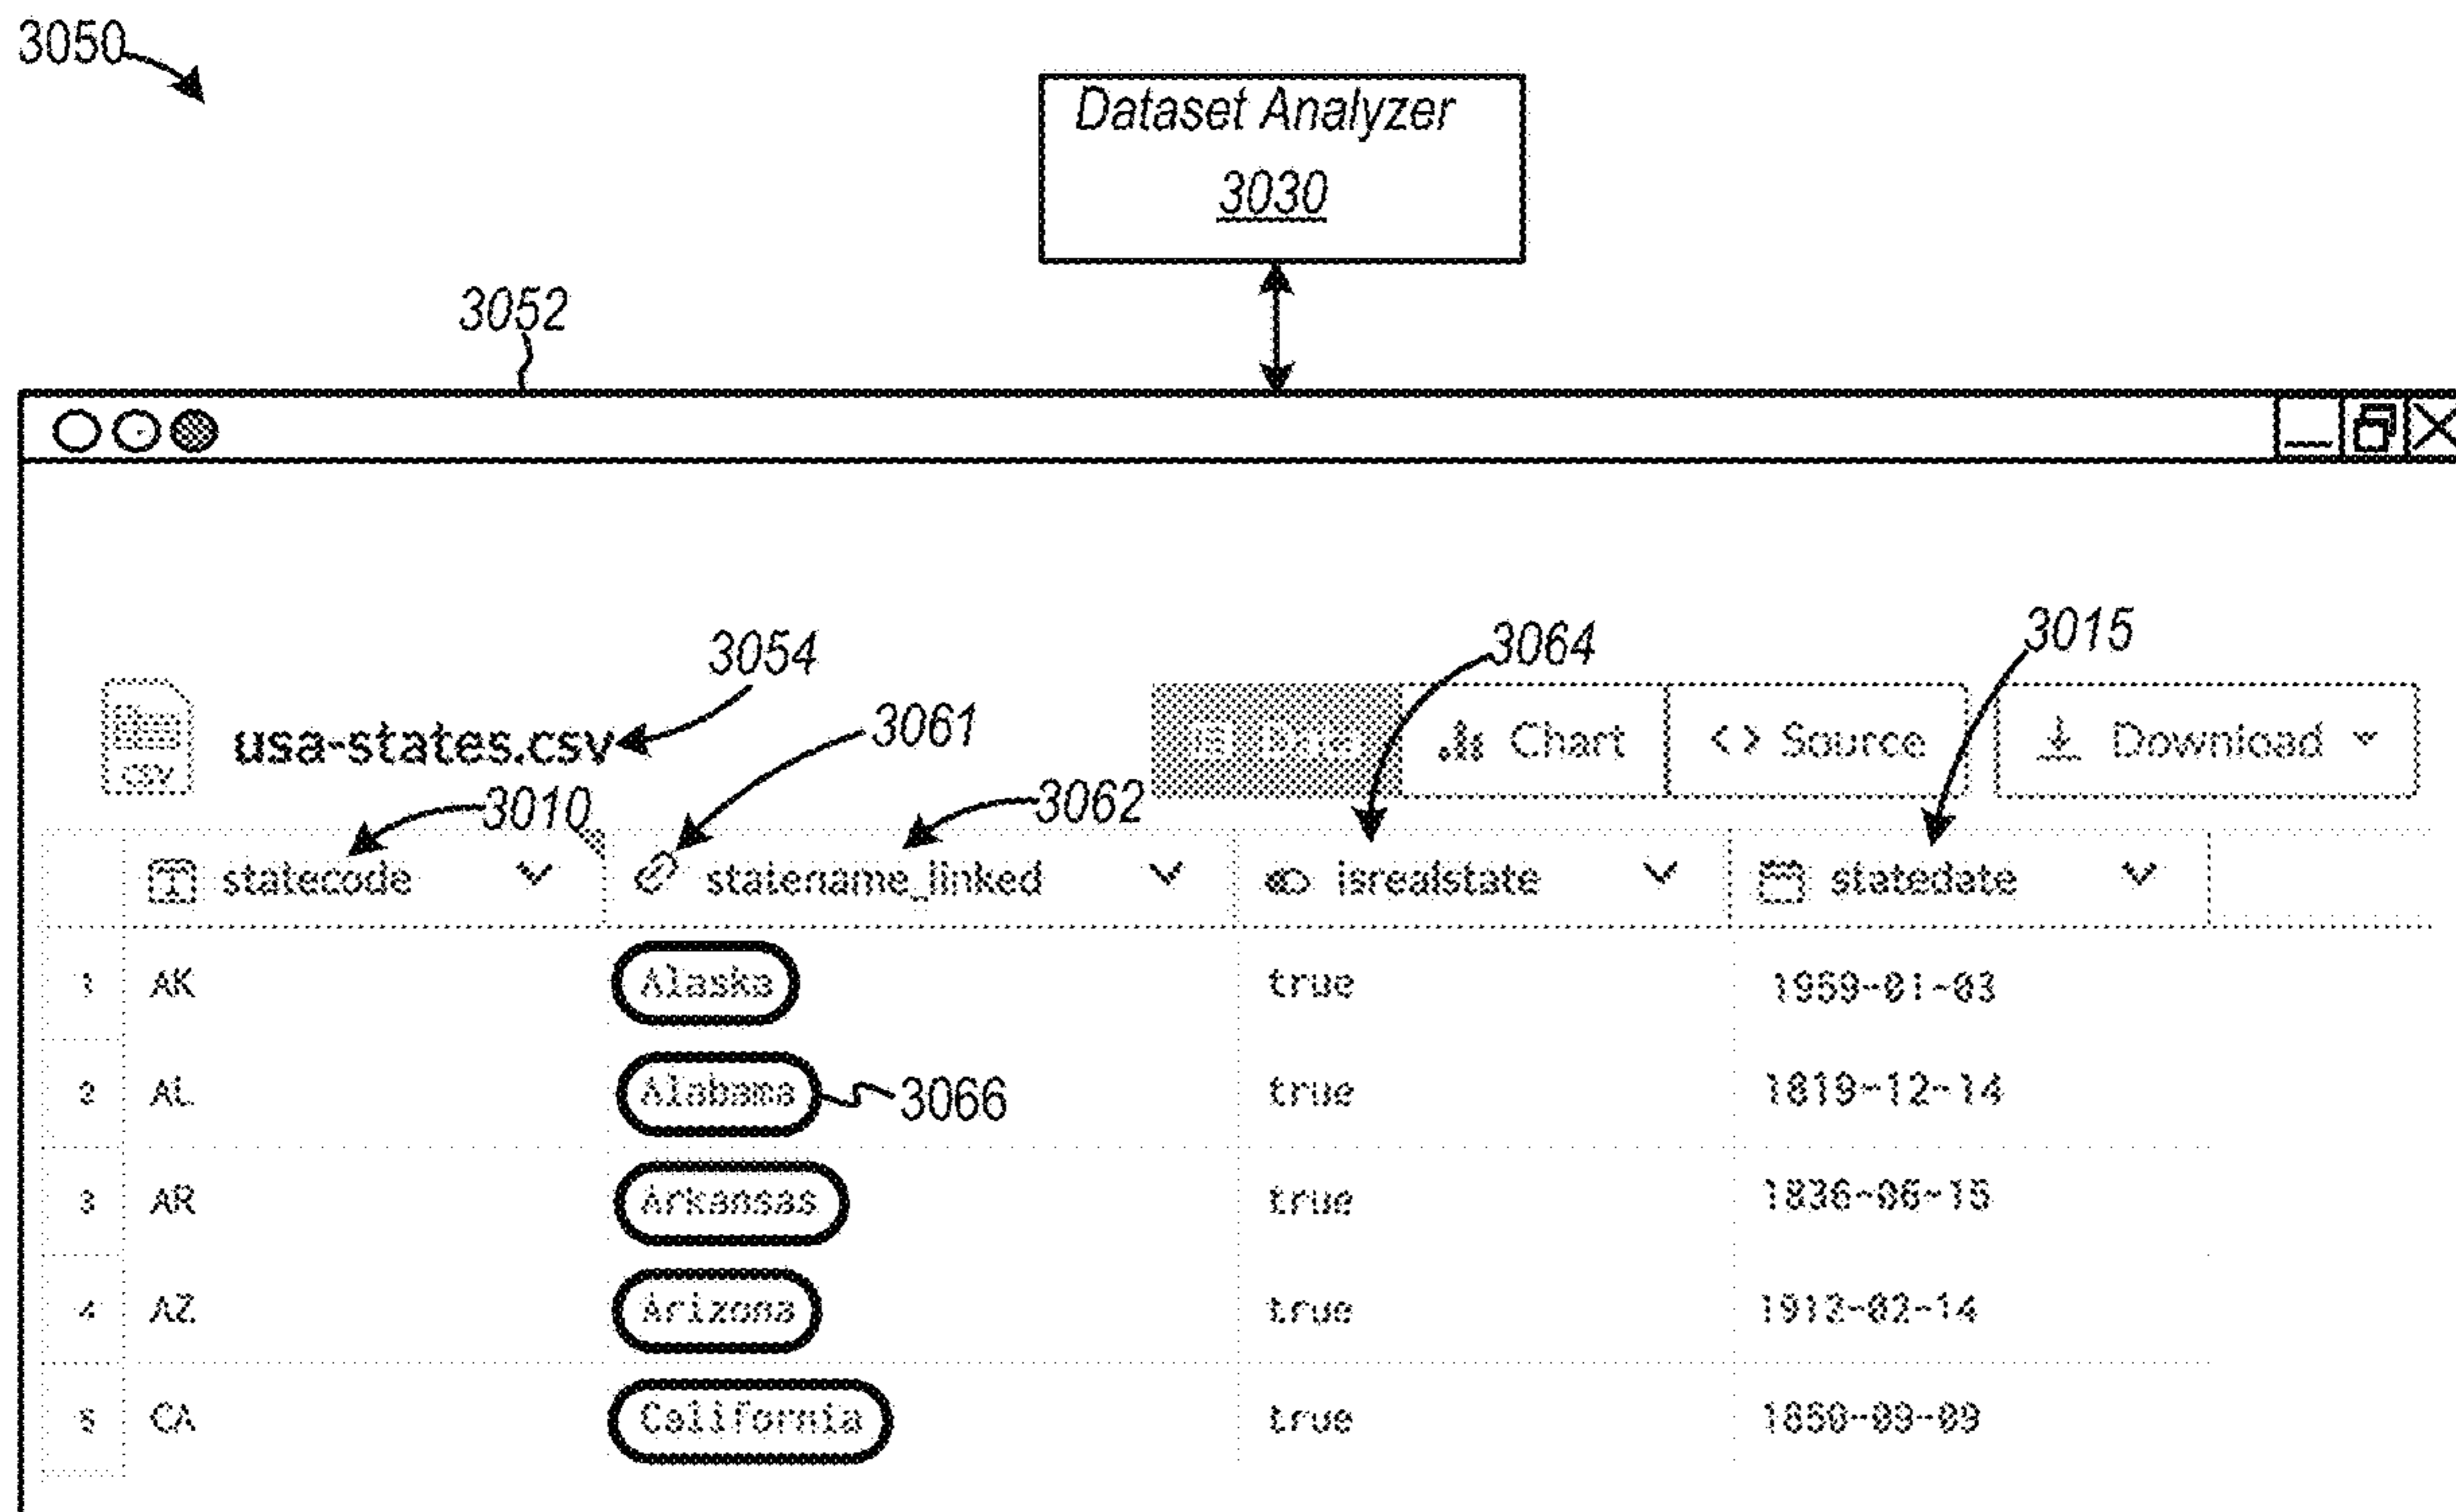 3050
Dataset Analyzer
3030
3052
3054
3064
3015
3061
usa-states.csv
Data
Chart
<> Source
Download
csv
3010
3062
statecode
statename_linked
isrealstate
statedate
1 AK Alaska true 1959-01-03
2 AL Alabama true 1819-12-14
3066
3 AR Arkansas true 1836-06-15
4 AZ Arizona true 1912-02-14
5 CA California true 1850-09-09